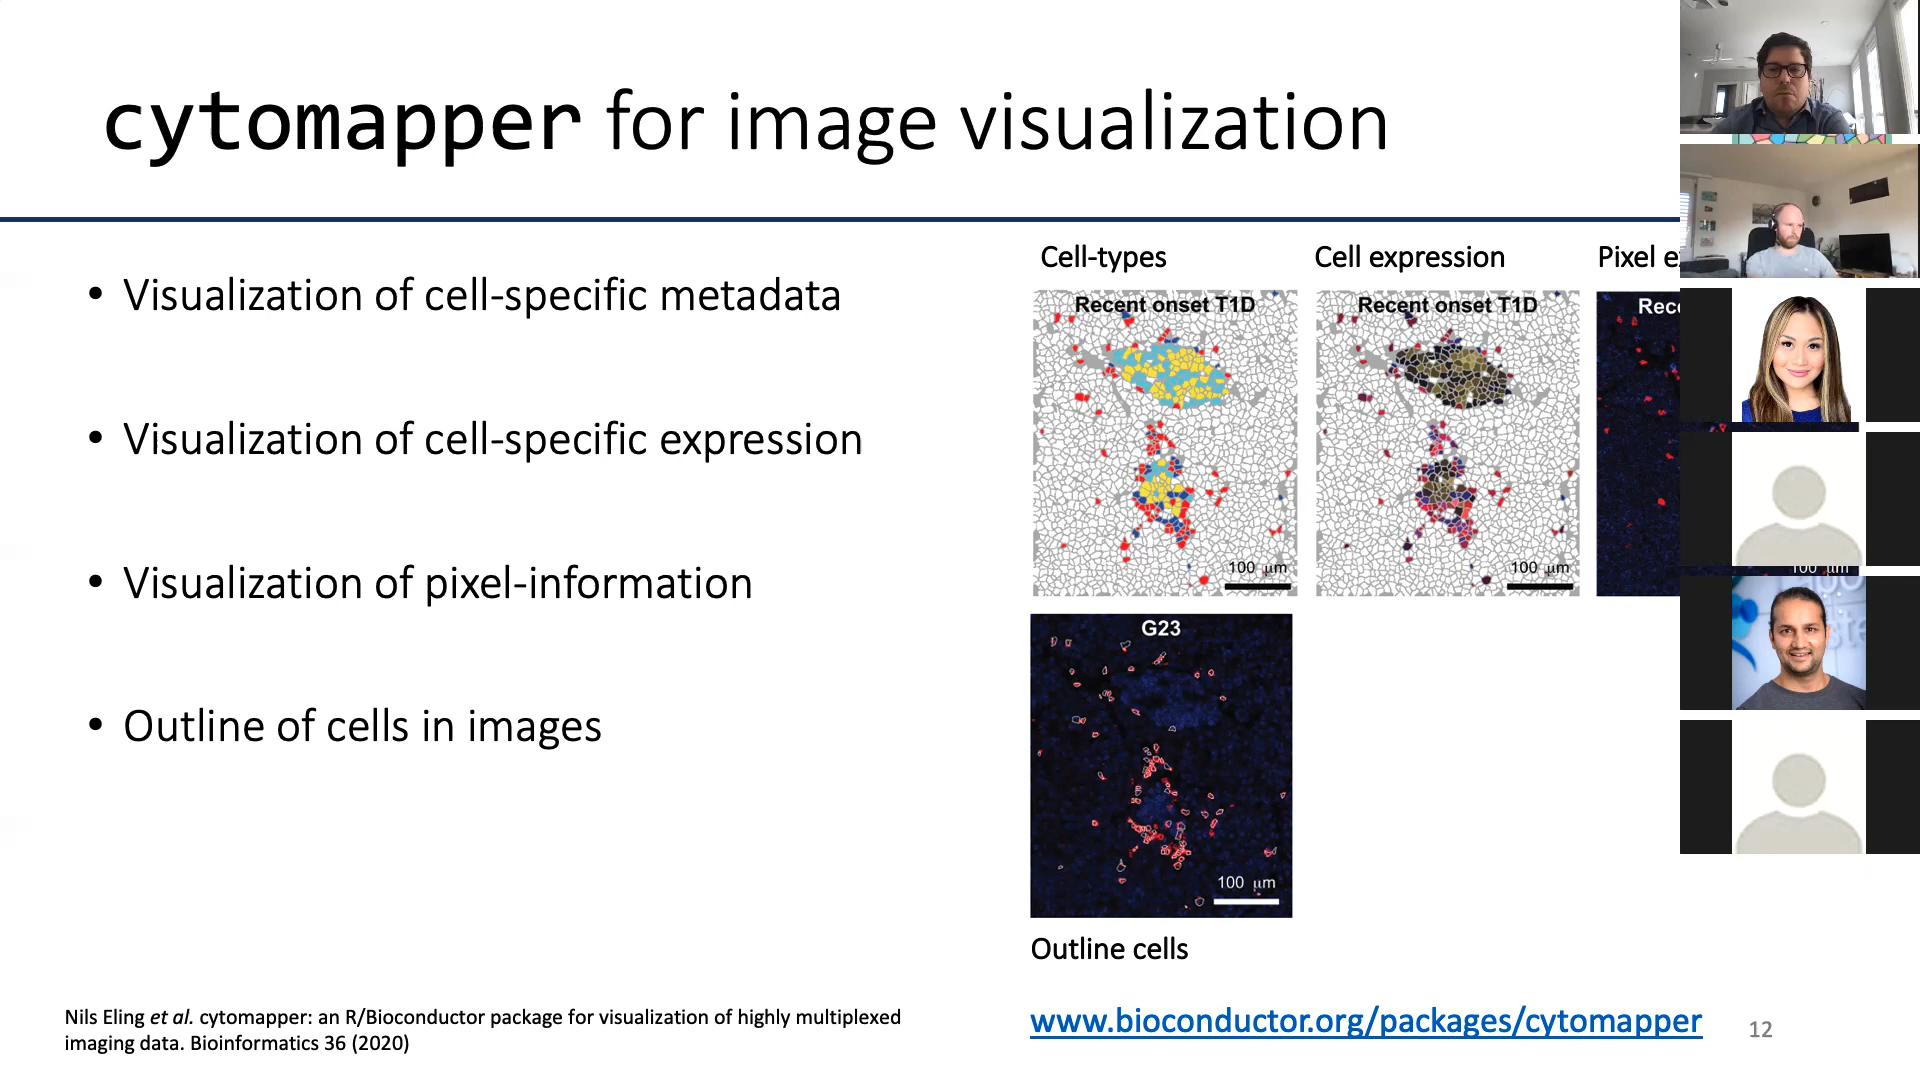 cytomapper for image visualization
• Visualization of cell-specific metadata
• Visualization of cell-specific expression
• Visualization of pixel-information
• Outline of cells in images
Cell-types
Cell expression
Pixel
Recent onset T1D
Recent onset T1D
100 µm
100 µm
100 µm
G23
100 µm
Outline cells
Nils Eling et al. cytomapper: an R/Bioconductor package for visualization of highly multiplexed
imaging data. Bioinformatics 36 (2020)
www.bioconductor.org/packages/cytomapper
12